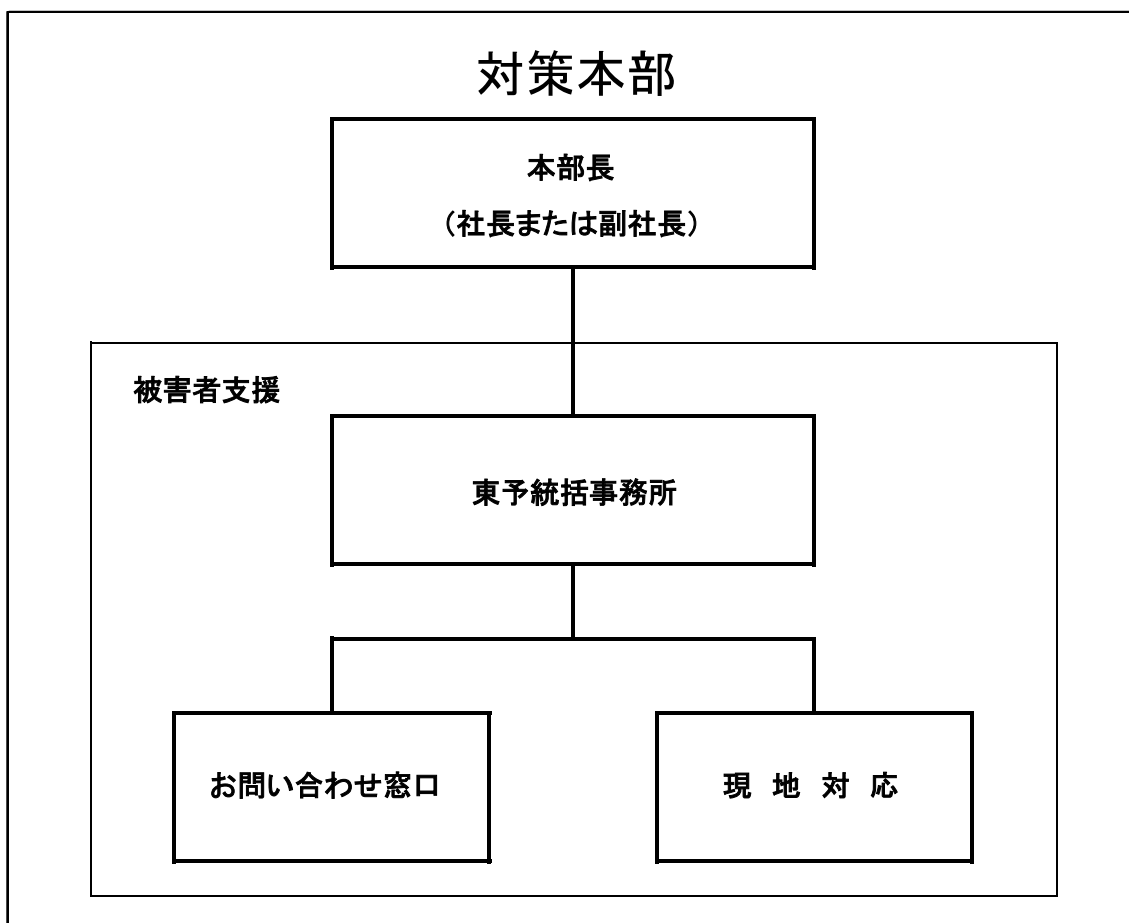 対策本部
本部長
（社長または副社長）
被害者支援
東予統括事務所
お問い合わせ窓口
現　地　対　応